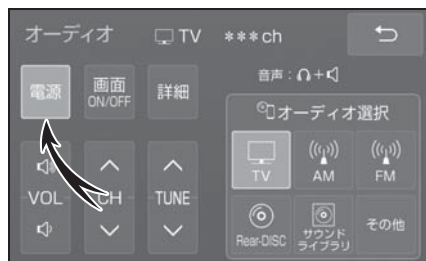 オーディオ TV ***ch
音声：+
電源 画面 ON/OFF 詳細
オーディオ選択
TV AM FM
VOL CH TUNE
Rear-DISC サウンドライブラリ その他